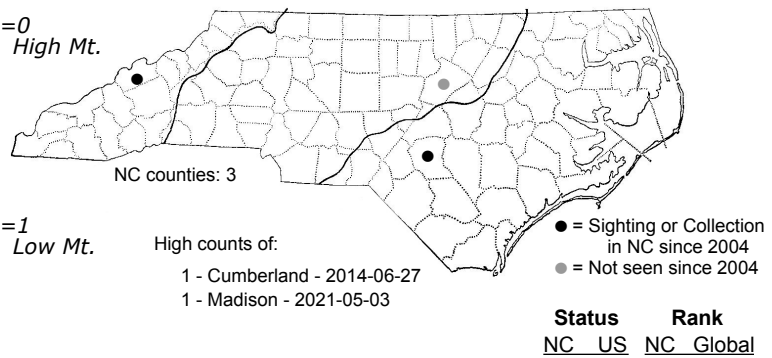 =0
High Mt.
NC counties: 3
=1
Low Mt.
High counts of:
1 - Cumberland - 2014-06-27
1 - Madison - 2021-05-03
● = Sighting or Collection
in NC since 2004
● = Not seen since 2004
Status Rank
NC US NC Global